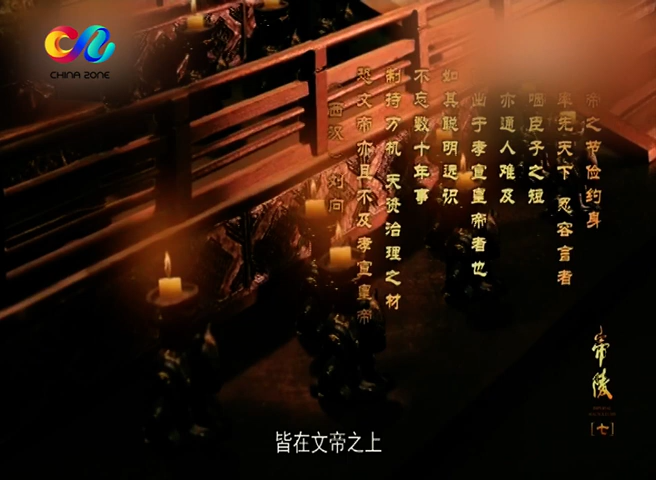 CHINA ZONE
帝之节俭约身
率先天下 忍容言者
咽臣子之短
亦通人难及
出于孝宣皇帝者也
如其聪明远识
不忘数十年事
制持万机 天资治理之材
恐文帝亦且不及孝宣皇帝
西汉 刘向
帝陵
[七]
皆在文帝之上